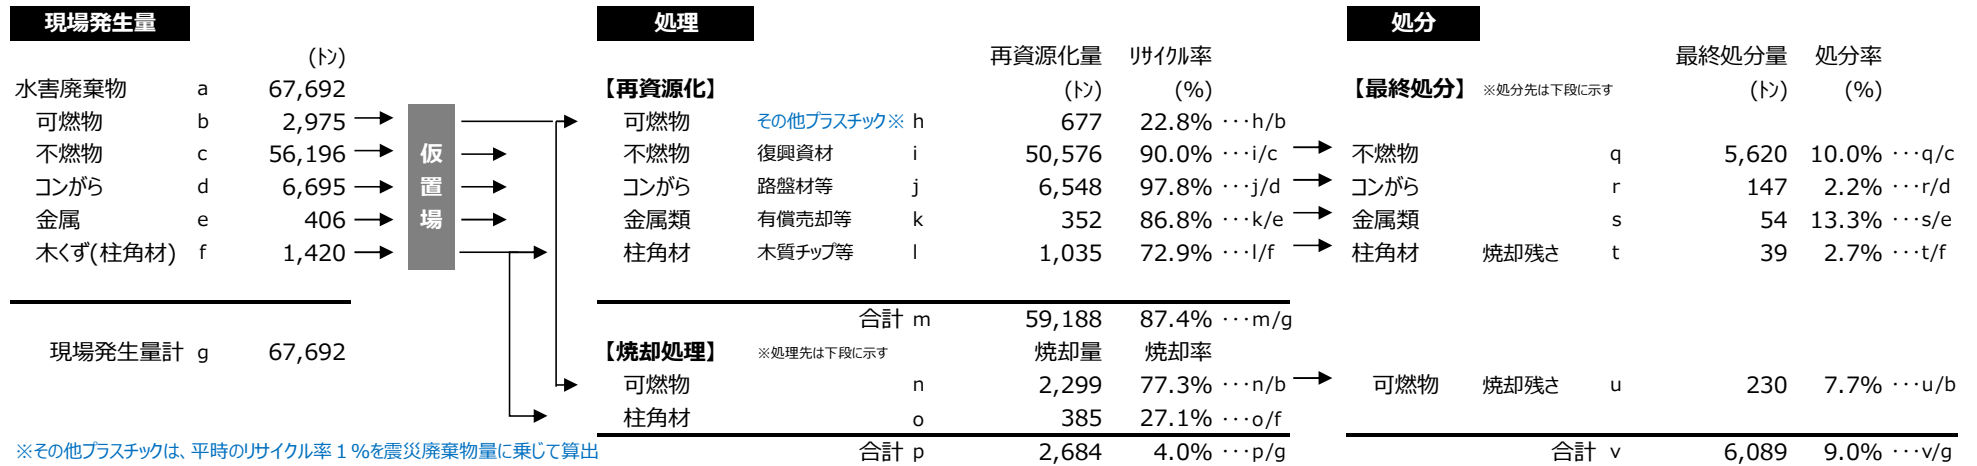 現場発生量 処理 処分
(トン) 再資源化量 リサイクル率 最終処分量 処分率
水害廃棄物 a 67,692 【再資源化】 (トン) (%) 【最終処分】 ※処分先は下段に示す (トン) (%)
可燃物 b 2,975 可燃物 その他プラスチック※ h 677 22.8% ···h/b
不燃物 c 56,196 不燃物 復興資材 i 50,576 90.0% ···i/c 不燃物 q 5,620 10.0% ···q/c
コンがら d 6,695 コンがら 路盤材等 j 6,548 97.8% ···j/d コンがら r 147 2.2% ···r/d
金属 e 406 金属類 有償売却等 k 352 86.8% ···k/e 金属類 s 54 13.3% ···s/e
木くず(柱角材) f 1,420 柱角材 木質チップ等 l 1,035 72.9% ···l/f 柱角材 焼却残さ t 39 2.7% ···t/f
仮置場
合計 m 59,188 87.4% ···m/g
現場発生量計 g 67,692 【焼却処理】 ※処理先は下段に示す 焼却量 焼却率
可燃物 n 2,299 77.3% ···n/b 可燃物 焼却残さ u 230 7.7% ···u/b
柱角材 o 385 27.1% ···o/f
※その他プラスチックは、平時のリサイクル率1%を震災廃棄物量に乗じて算出 合計 p 2,684 4.0% ···p/g 合計 v 6,089 9.0% ···v/g